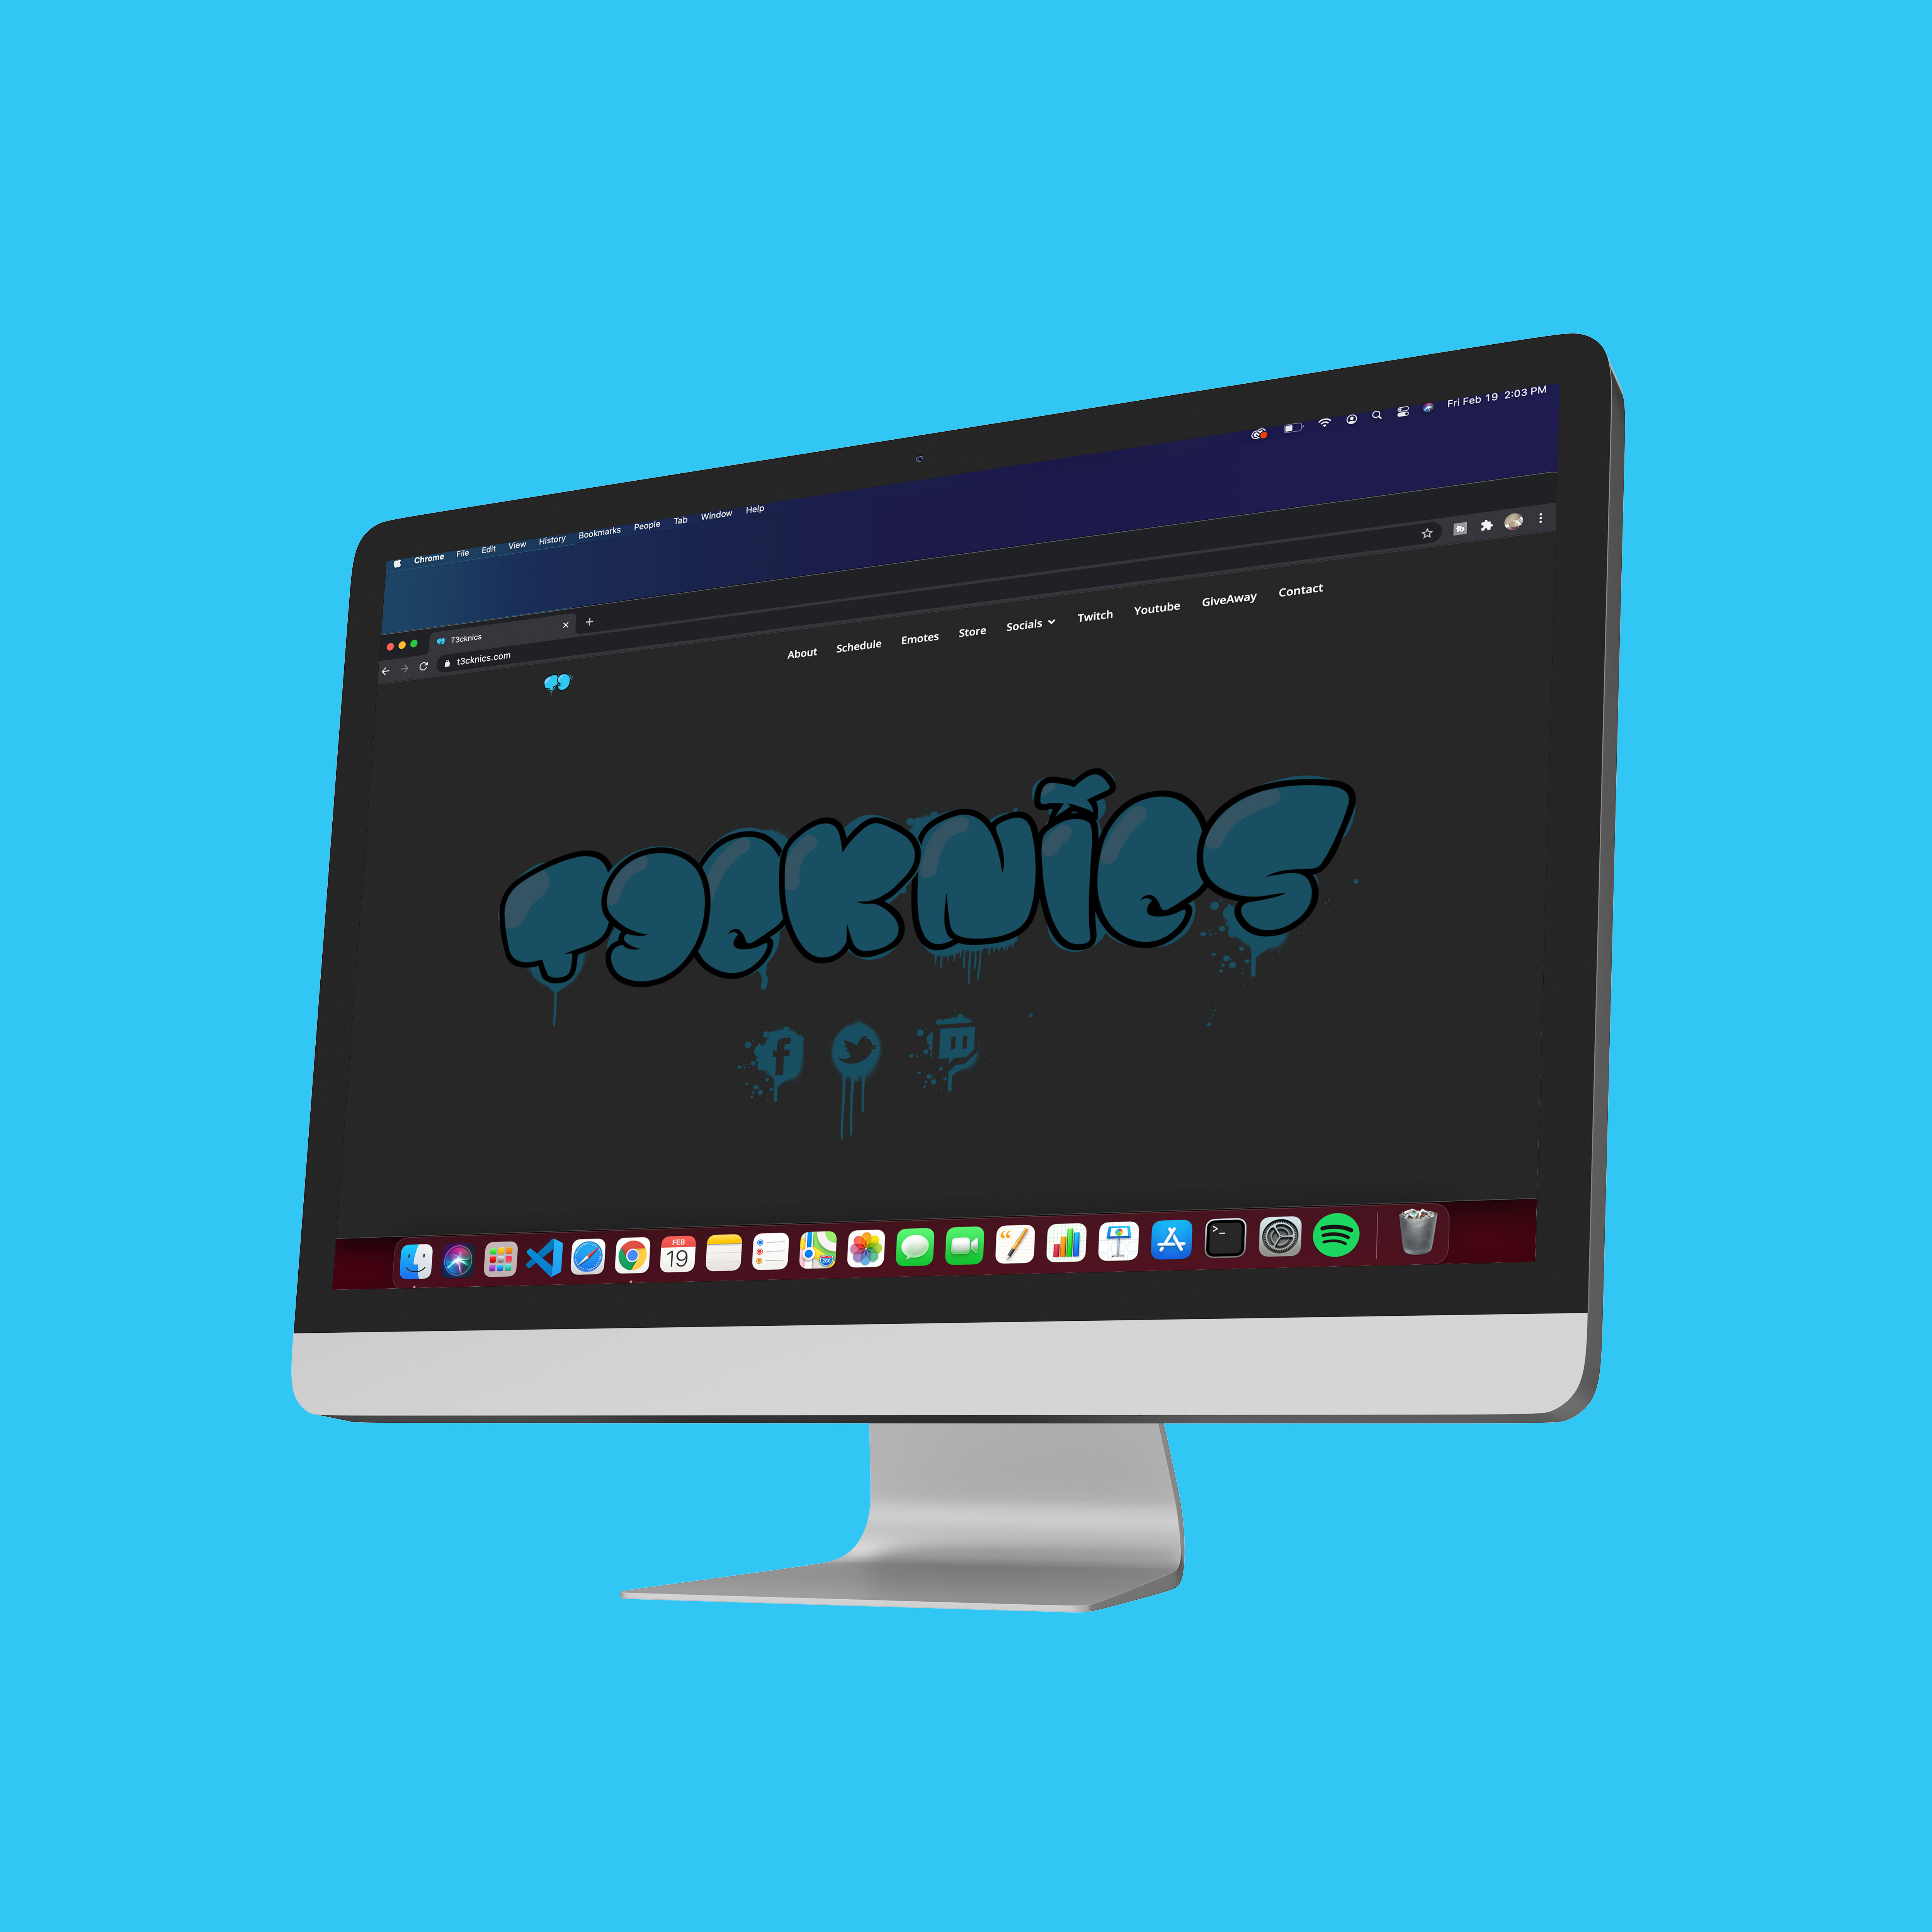 Chrome File Edit View History Bookmarks People Tab Window Help
Fri Feb 19 2:03 PM
T3cknics
t3cknics.com
About Schedule Emotes Store Socials Twitch Youtube GiveAway Contact
T3
T3CKNiCS
FEB
19